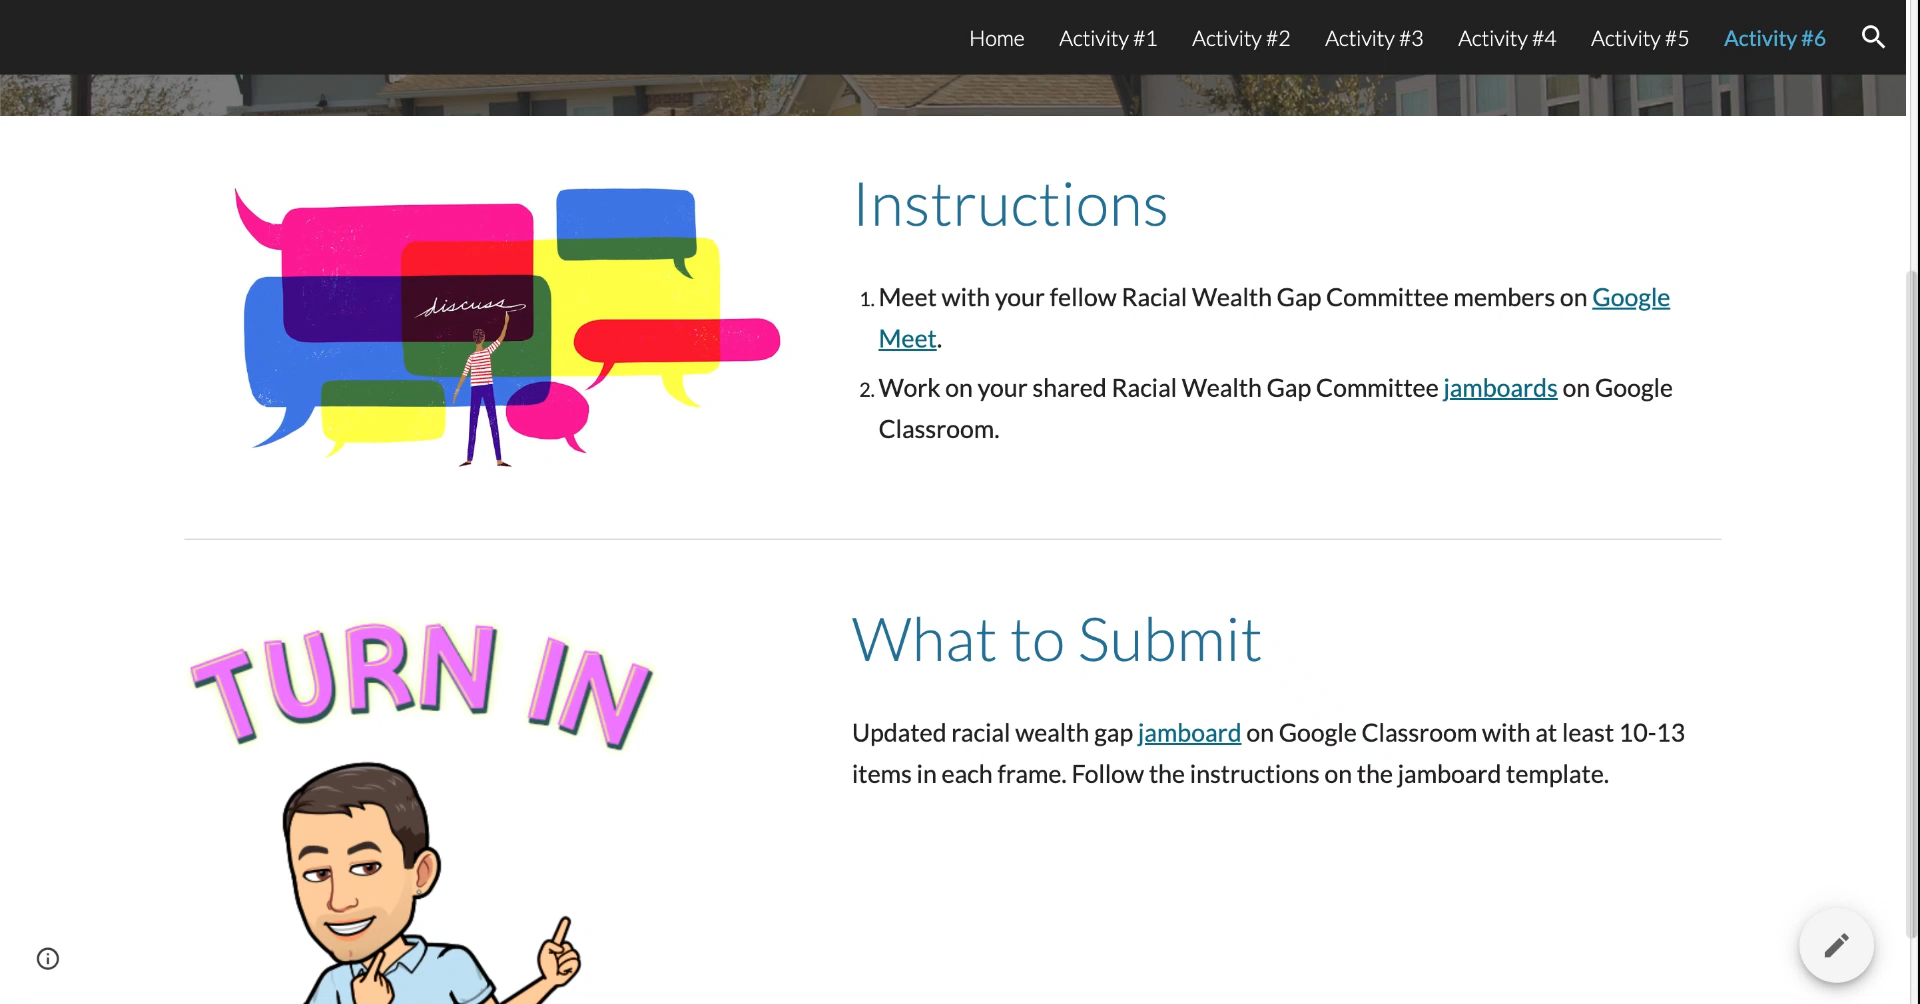 Home Activity #1 Activity #2 Activity #3 Activity #4 Activity #5 Activity #6
discuss
Instructions
1. Meet with your fellow Racial Wealth Gap Committee members on Google
Meet.
2. Work on your shared Racial Wealth Gap Committee jamboards on Google
Classroom.
TURN IN
What to Submit
Updated racial wealth gap jamboard on Google Classroom with at least 10-13
items in each frame. Follow the instructions on the jamboard template.